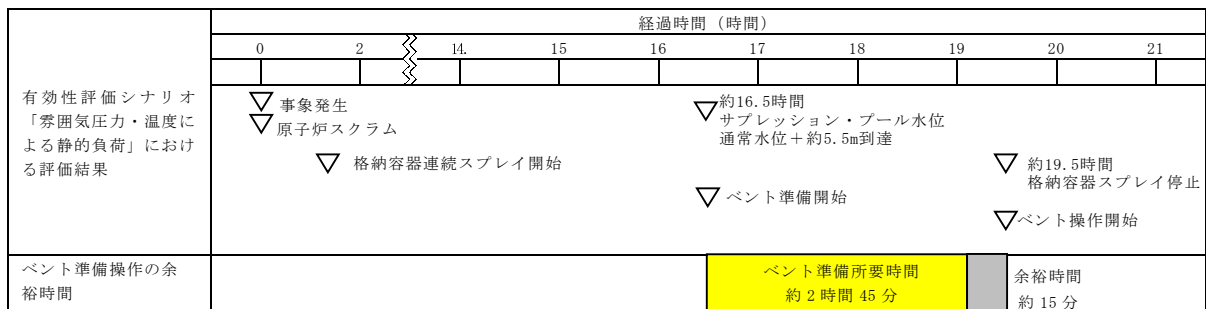 経過時間（時間）
0 2 14. 15 16 17 18 19 20 21
有効性評価シナリオ
「雰囲気圧力・温度に
よる静的負荷」におけ
る評価結果
事象発生
原子炉スクラム
格納容器連続スプレイ開始
約16.5時間
サプレッション・プール水位
通常水位＋約5.5m到達
ベント準備開始
約19.5時間
格納容器スプレイ停止
ベント操作開始
ベント準備操作の余
裕時間
ベント準備所要時間
約２時間 45 分
余裕時間
約 15 分